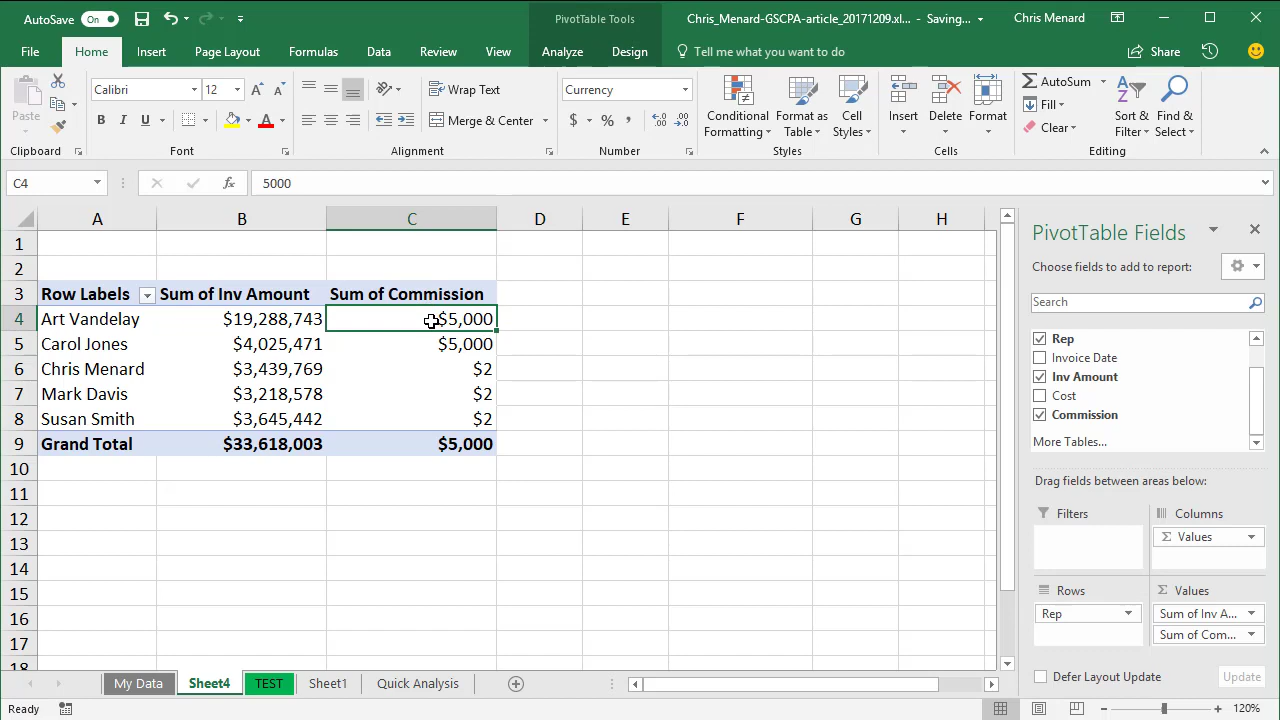 AutoSave On PivotTable Tools Chris_Menard-GSCPA-article_20171209.xl... - Saving... Chris Menard
File Home Insert Page Layout Formulas Data Review View Analyze Design Tell me what you want to do Share
Paste Calibri 12 Wrap Text Currency Conditional Formatting Format as Table Cell Styles Insert Delete Format AutoSum Sort & Filter Find & Select
B I U A Merge & Center $ % , Fill
Clear
Clipboard Font Alignment Number Styles Cells Editing
C4 fx 5000
A B C D E F G H
1
2
3 Row Labels Sum of Inv Amount Sum of Commission
4 Art Vandelay $19,288,743 $5,000
5 Carol Jones $4,025,471 $5,000
6 Chris Menard $3,439,769 $2
7 Mark Davis $3,218,578 $2
8 Susan Smith $3,645,442 $2
9 Grand Total $33,618,003 $5,000
10
11
12
13
14
15
16
17
18
PivotTable Fields
Choose fields to add to report:
Search
Rep
Invoice Date
Inv Amount
Cost
Commission
More Tables...
Drag fields between areas below:
Filters Columns
Σ Values
Rows Σ Values
Rep Sum of Inv A...
Sum of Com...
Defer Layout Update Update
My Data Sheet4 TEST Sheet1 Quick Analysis
Ready 120%